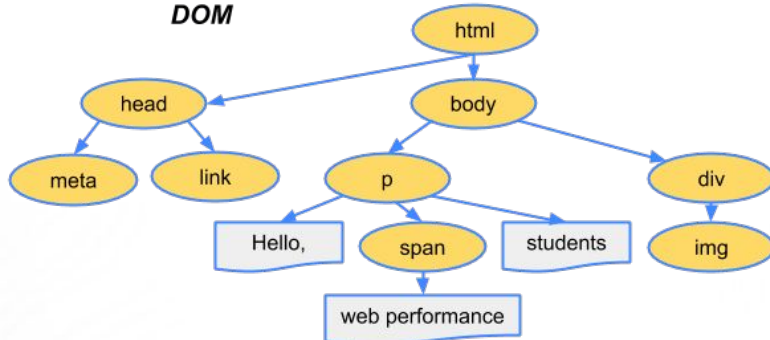 DOM
html
head
body
meta
link
p
div
Hello,
span
students
img
web performance